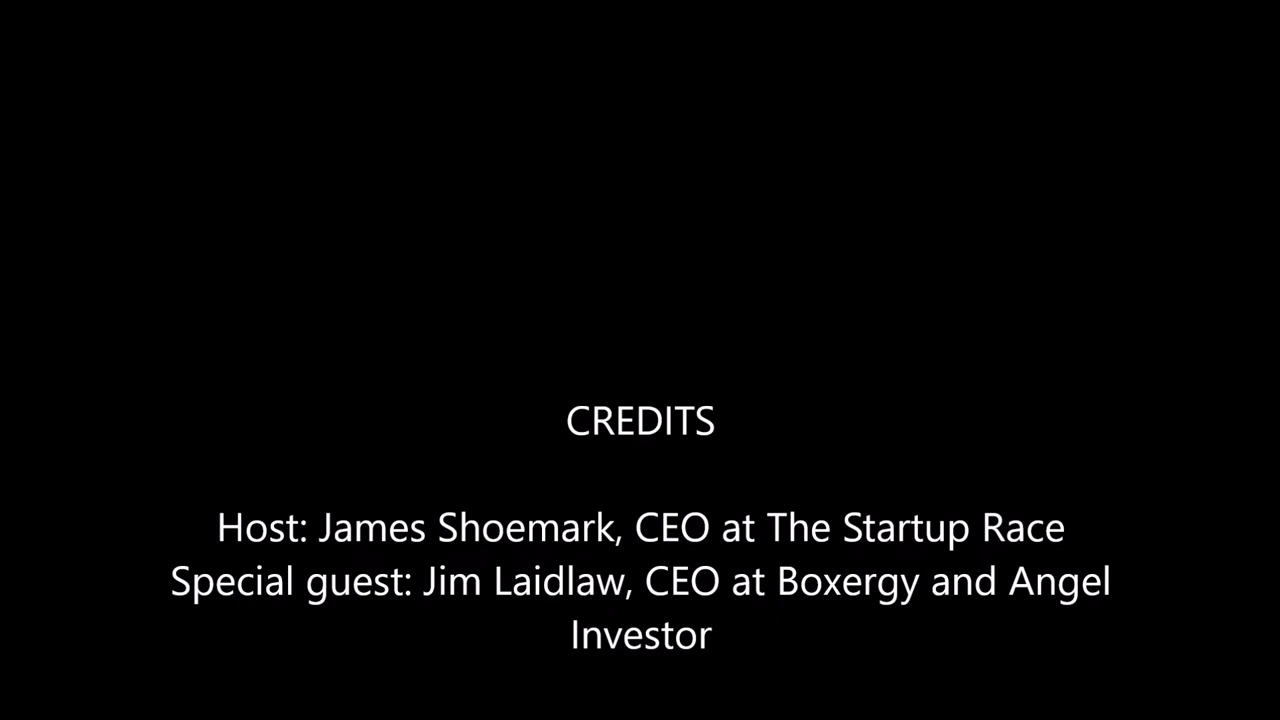 CREDITS
Host: James Shoemark, CEO at The Startup Race
Special guest: Jim Laidlaw, CEO at Boxergy and Angel
Investor